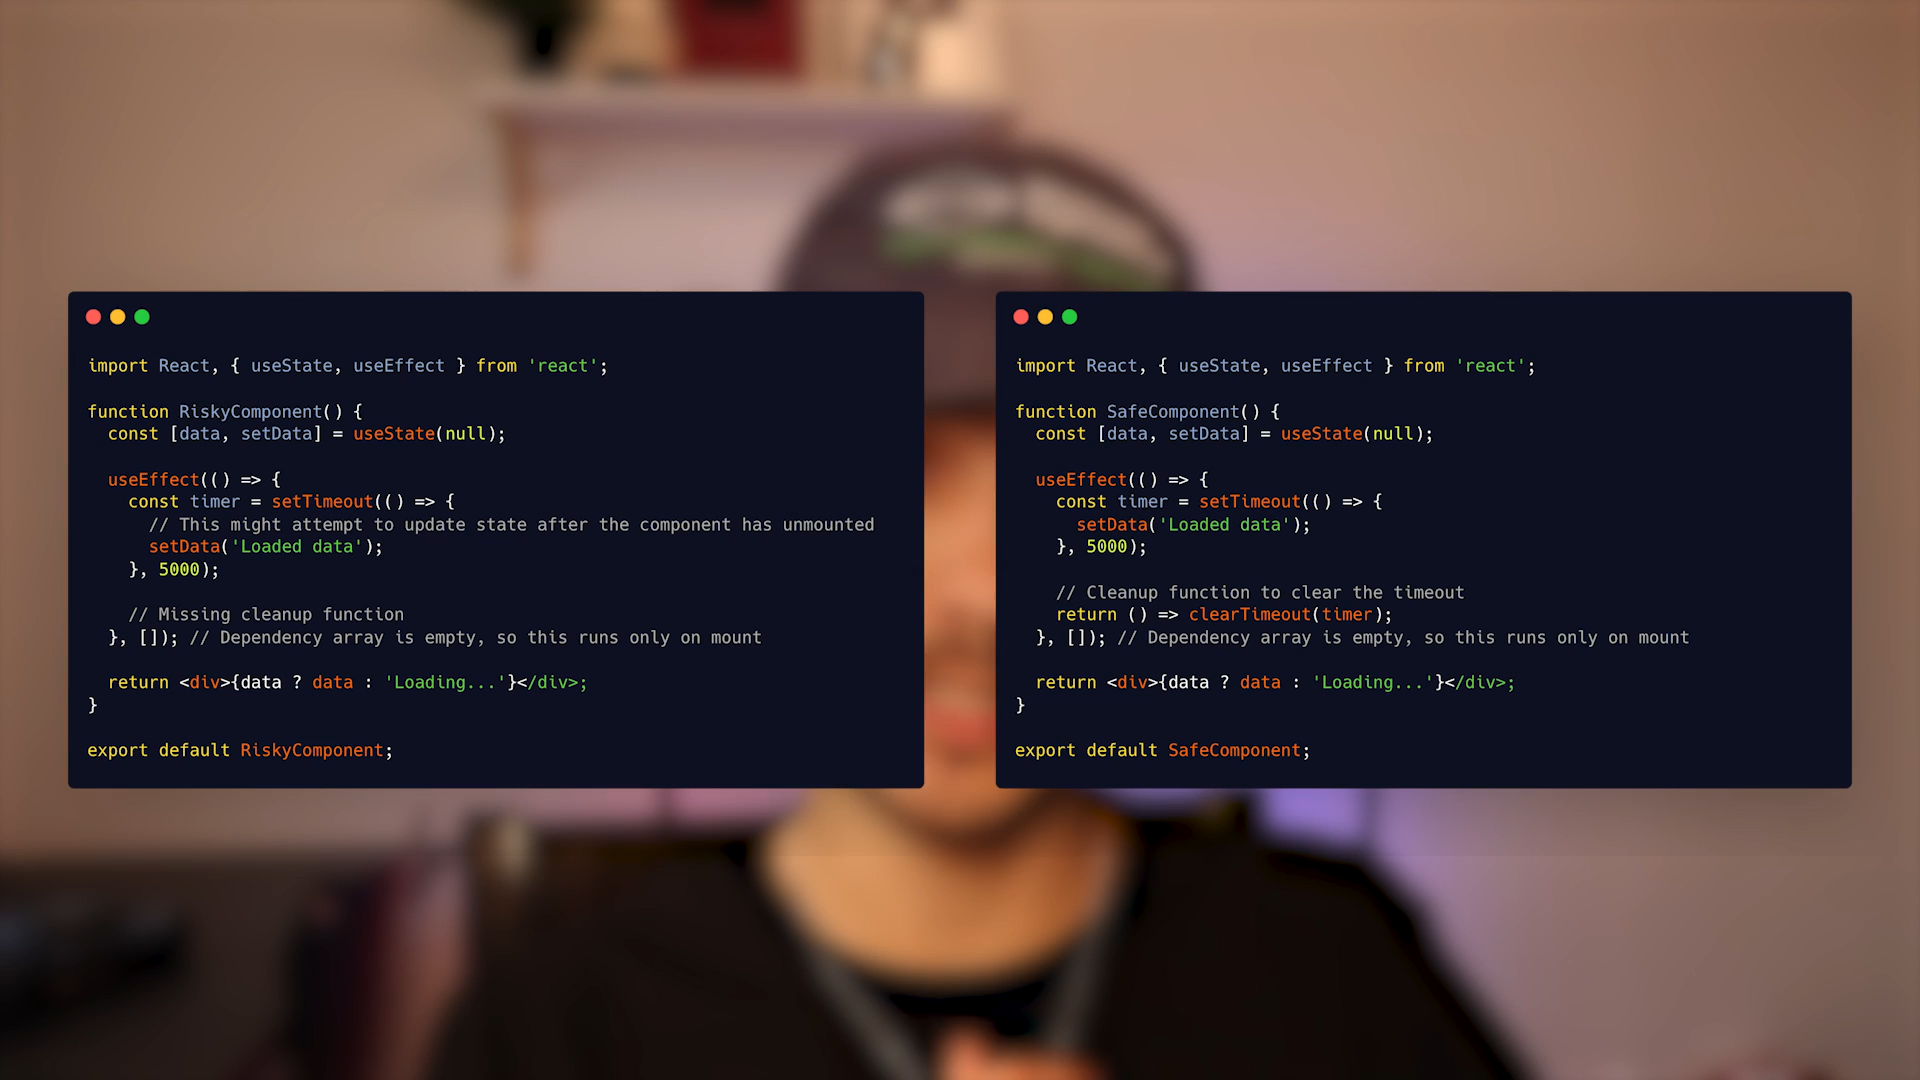 import React, { useState, useEffect } from 'react';
function RiskyComponent() {
const [data, setData] = useState(null);
useEffect(() => {
const timer = setTimeout(() => {
// This might attempt to update state after the component has unmounted
setData('Loaded data');
}, 5000);
// Missing cleanup function
}, []); // Dependency array is empty, so this runs only on mount
return <div>{data ? data : 'Loading...'}</div>;
}
export default RiskyComponent;
import React, { useState, useEffect } from 'react';
function SafeComponent() {
const [data, setData] = useState(null);
useEffect(() => {
const timer = setTimeout(() => {
setData('Loaded data');
}, 5000);
// Cleanup function to clear the timeout
return () => clearTimeout(timer);
}, []); // Dependency array is empty, so this runs only on mount
return <div>{data ? data : 'Loading...'}</div>;
}
export default SafeComponent;